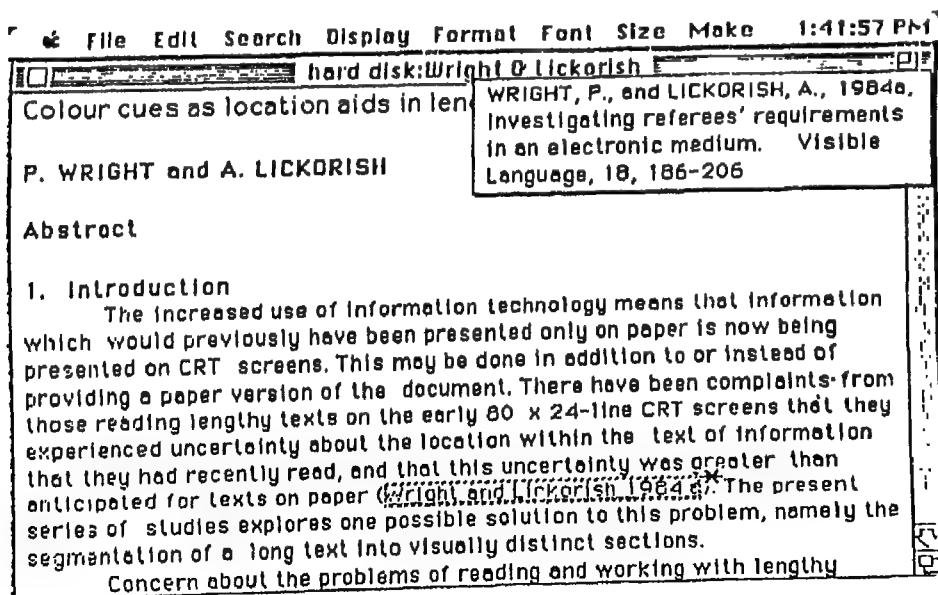 File Edit Search Display Format Font Size Make 1:41:57 PM
hard disk:Wright & Lickorish
Colour cues as location aids in len
WRIGHT, P., and LICKORISH, A., 1984a,
Investigating referees' requirements
in an electronic medium. Visible
Language, 18, 186-206
P. WRIGHT and A. LICKORISH
Abstract
1. Introduction
The increased use of information technology means that information
which would previously have been presented only on paper is now being
presented on CRT screens. This may be done in addition to or instead of
providing a paper version of the document. There have been complaints from
those reading lengthy texts on the early 80 x 24-line CRT screens that they
experienced uncertainty about the location within the text of information
that they had recently read, and that this uncertainty was greater than
anticipated for texts on paper (Wright and Lickorish 1984a). The present
series of studies explores one possible solution to this problem, namely the
segmentation of a long text into visually distinct sections.
Concern about the problems of reading and working with lengthy